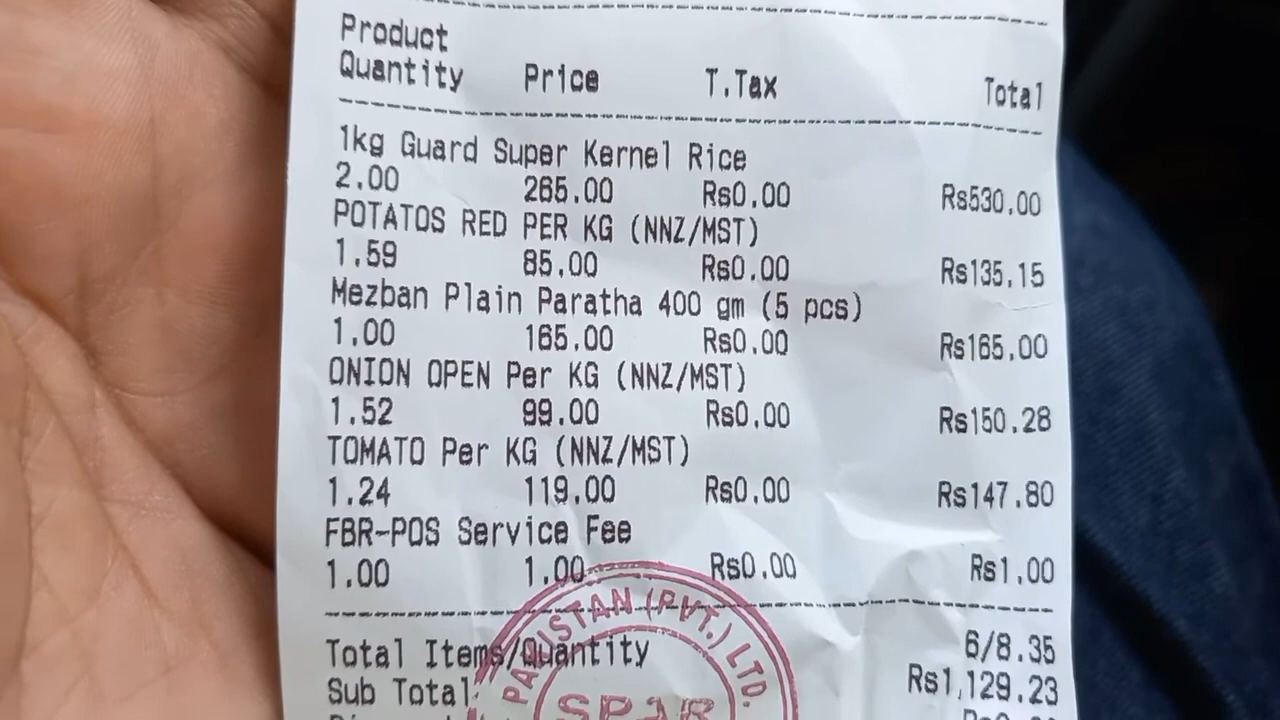 Product
Quantity Price T.Tax Total
1kg Guard Super Kernel Rice
2.00 265.00 Rs0.00 Rs530.00
POTATOS RED PER KG (NNZ/MST)
1.59 85.00 Rs0.00 Rs135.15
Mezban Plain Paratha 400 gm (5 pcs)
1.00 165.00 Rs0.00 Rs165.00
ONION OPEN Per KG (NNZ/MST)
1.52 99.00 Rs0.00 Rs150.28
TOMATO Per KG (NNZ/MST)
1.24 119.00 Rs0.00 Rs147.80
FBR-POS Service Fee
1.00 1.00 Rs0.00 Rs1.00
Total Items/Quantity 6/8.35
Sub Total: Rs1,129.23
PAKISTAN (PVT.) LTD.
SPAR